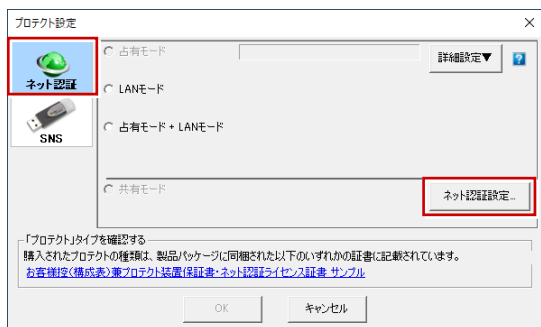 プロテクト設定
ネット認証
SNS
占有モード
詳細設定▼
LANモード
占有モード + LANモード
共有モード
ネット認証設定...
「プロテクト」タイプを確認する
購入されたプロテクトの種類は、製品パッケージに同梱された以下のいずれかの証書に記載されています。
お客様控(構成表)兼プロテクト装置保証書・ネット認証ライセンス証書 サンプル
OK
キャンセル